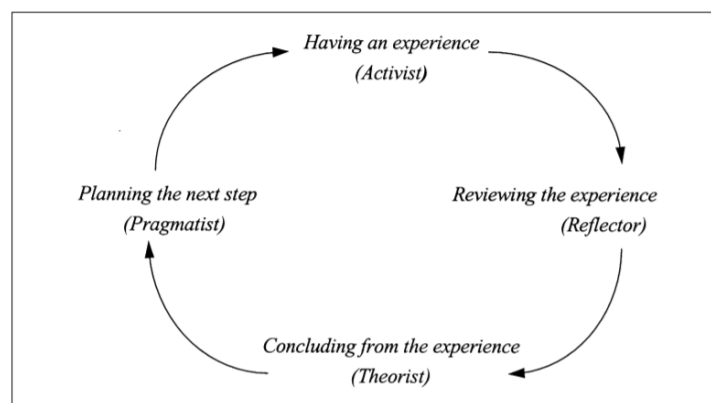 Having an experience
(Activist)
Planning the next step
(Pragmatist)
Reviewing the experience
(Reflector)
Concluding from the experience
(Theorist)